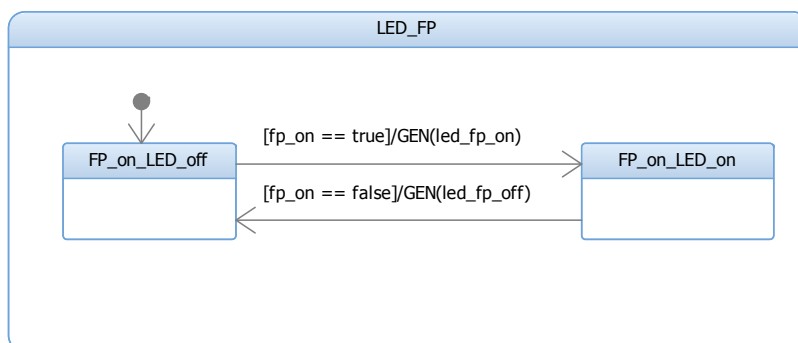 LED_FP
[fp_on == true]/GEN(led_fp_on)
FP_on_LED_off
FP_on_LED_on
[fp_on == false]/GEN(led_fp_off)